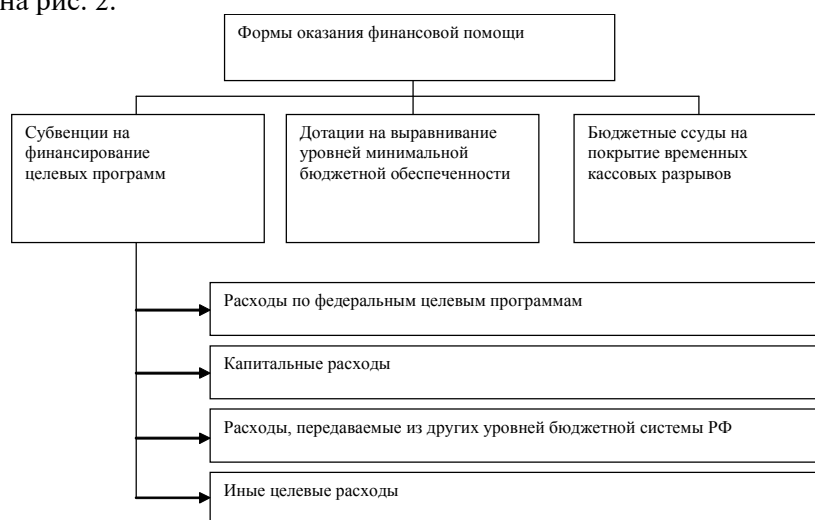 на рис. 2.
Формы оказания финансовой помощи
Субвенции на
финансирование
целевых программ
Дотации на выравнивание
уровней минимальной
бюджетной обеспеченности
Бюджетные ссуды на
покрытие временных
кассовых разрывов
Расходы по федеральным целевым программам
Капитальные расходы
Расходы, передаваемые из других уровней бюджетной системы РФ
Иные целевые расходы